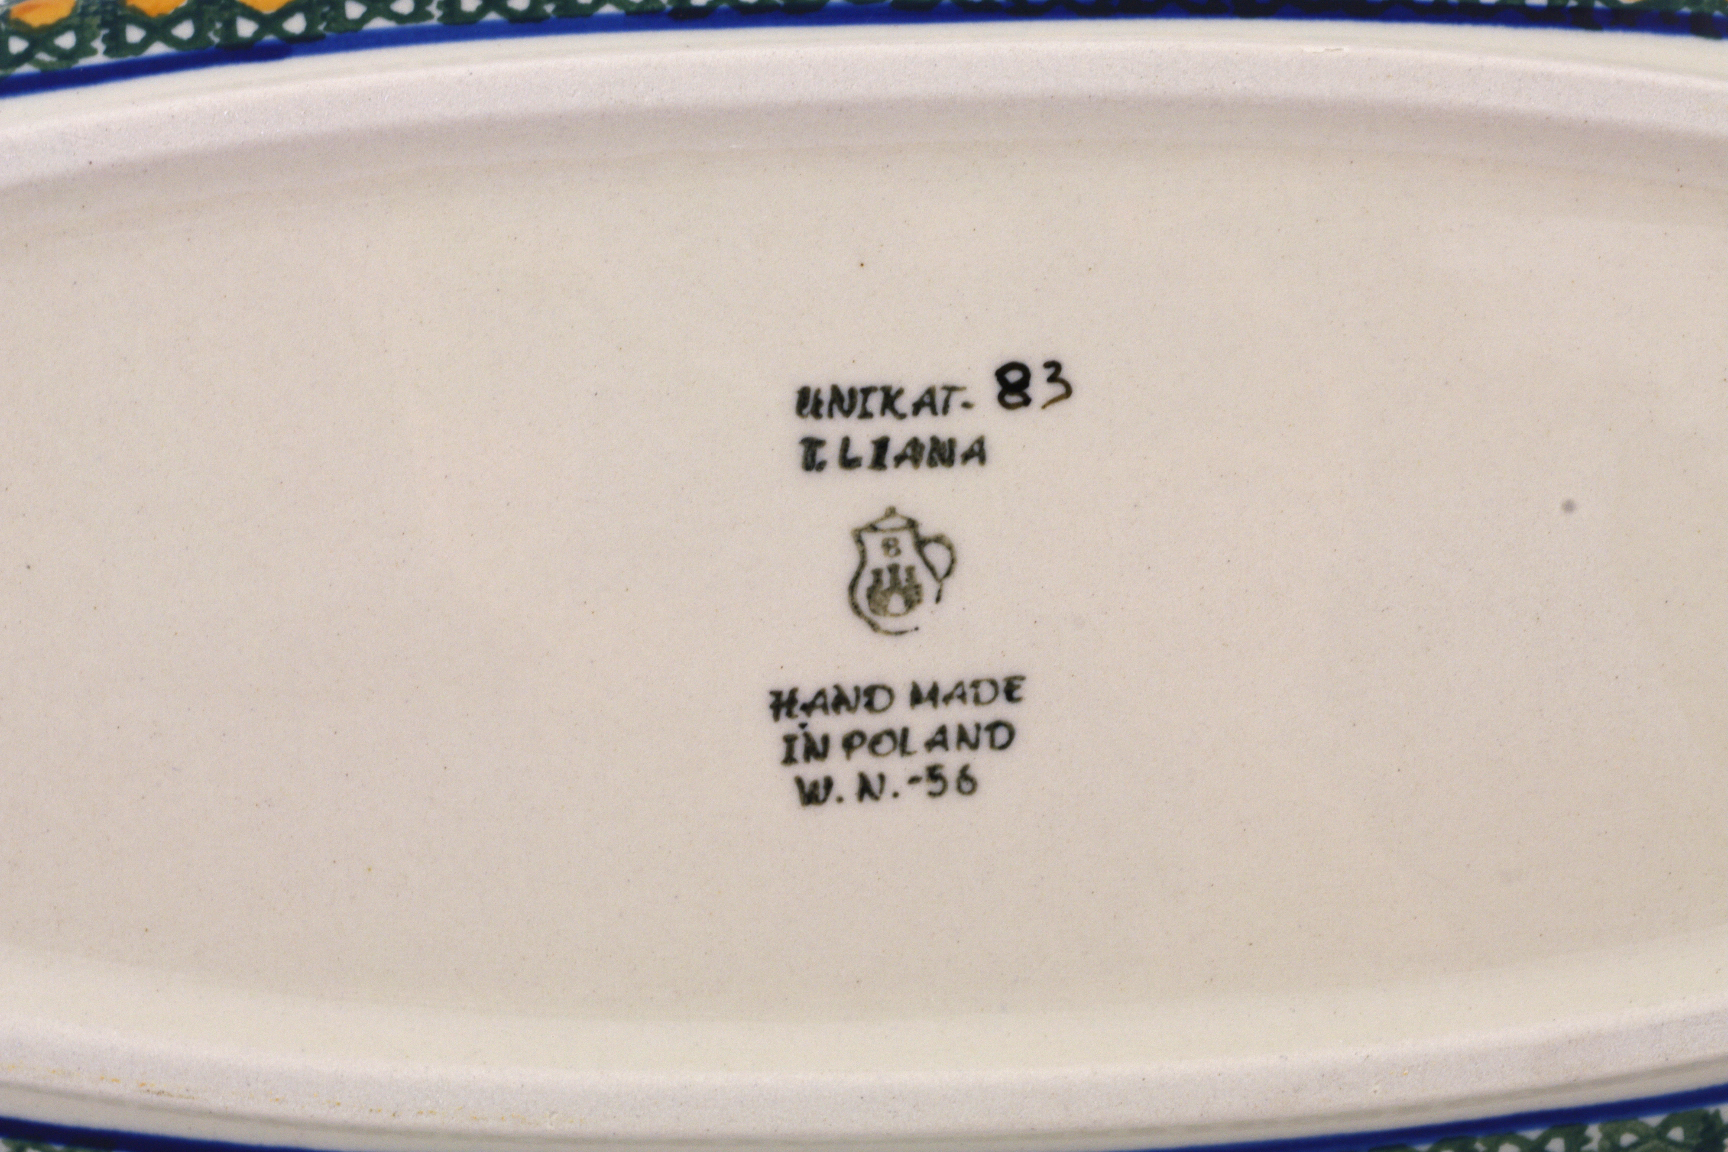 UNIKAT- 83
T. LIANA
B
HAND MADE
IN POLAND
W. N. -56